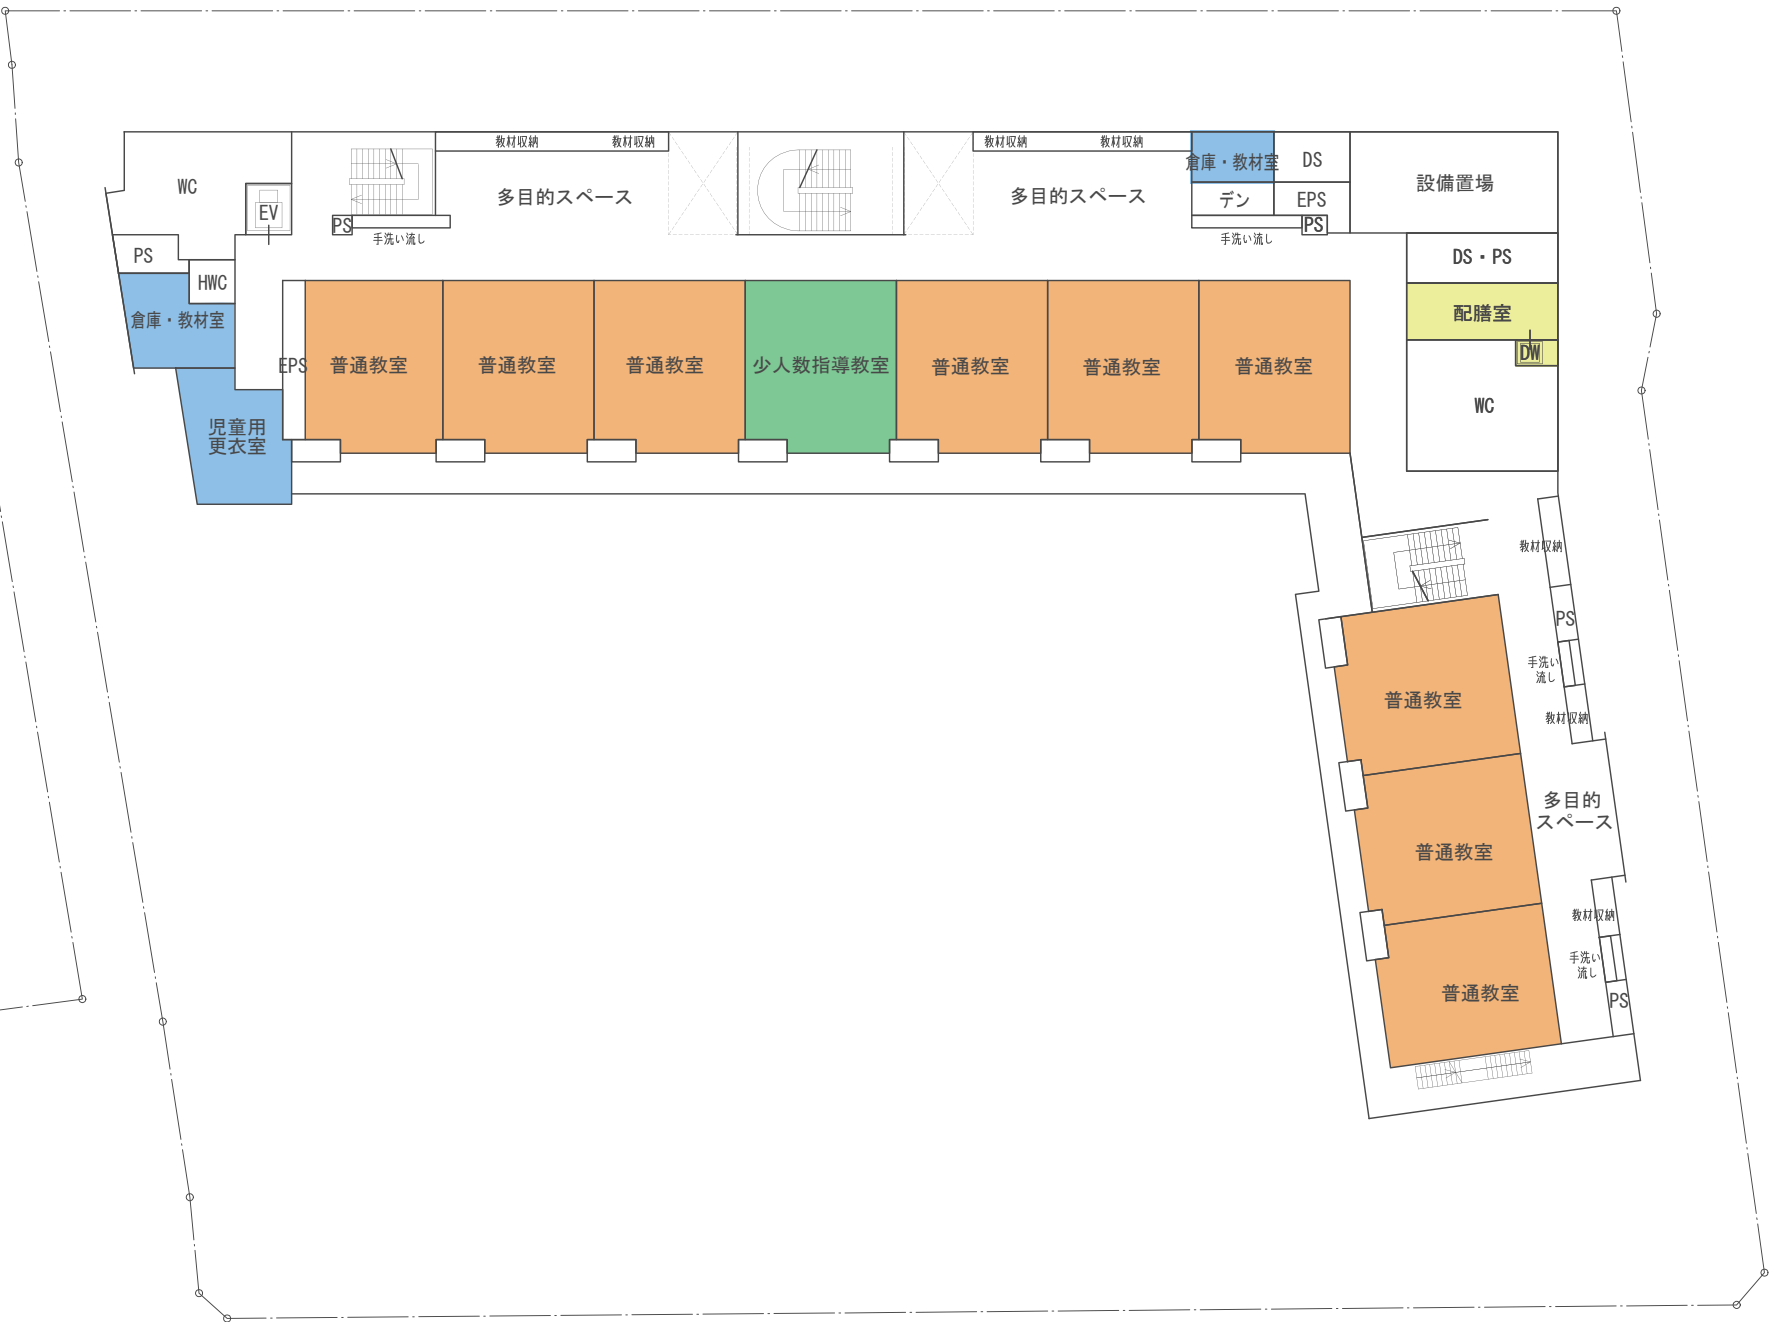 教材収納
教材収納
教材収納
教材収納
WC
EV
PS
多目的スペース
多目的スペース
倉庫・教材室
DS
設備置場
デン
EPS
PS
手洗い流し
手洗い流し
PS
HWC
DS・PS
配膳室
DW
倉庫・教材室
EPS
普通教室
普通教室
普通教室
少人数指導教室
普通教室
普通教室
普通教室
WC
児童用
更衣室
教材収納
PS
手洗い
流し
教材収納
普通教室
多目的
スペース
普通教室
教材収納
手洗い
流し
普通教室
PS